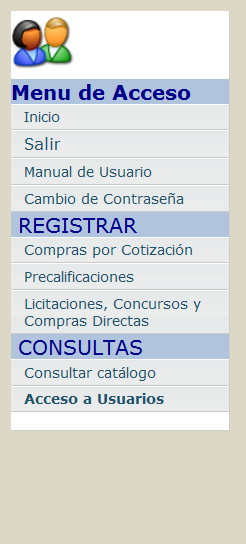 Menu de Acceso
Inicio
Salir
Manual de Usuario
Cambio de Contraseña
REGISTRAR
Compras por Cotización
Precalificaciones
Licitaciones, Concursos y
Compras Directas
CONSULTAS
Consultar catálogo
Acceso a Usuarios